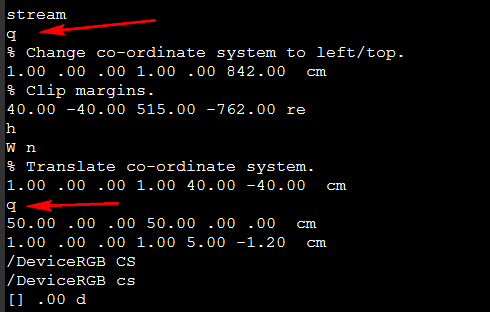 stream
q
% Change co-ordinate system to left/top.
1.00 .00 .00 1.00 .00 842.00  cm
% Clip margins.
40.00 -40.00 515.00 -762.00 re
h
W n
% Translate co-ordinate system.
1.00 .00 .00 1.00 40.00 -40.00  cm
q
50.00 .00 .00 50.00 .00 .00  cm
1.00 .00 .00 1.00 5.00 -1.20  cm
/DeviceRGB CS
/DeviceRGB cs
[] .00 d